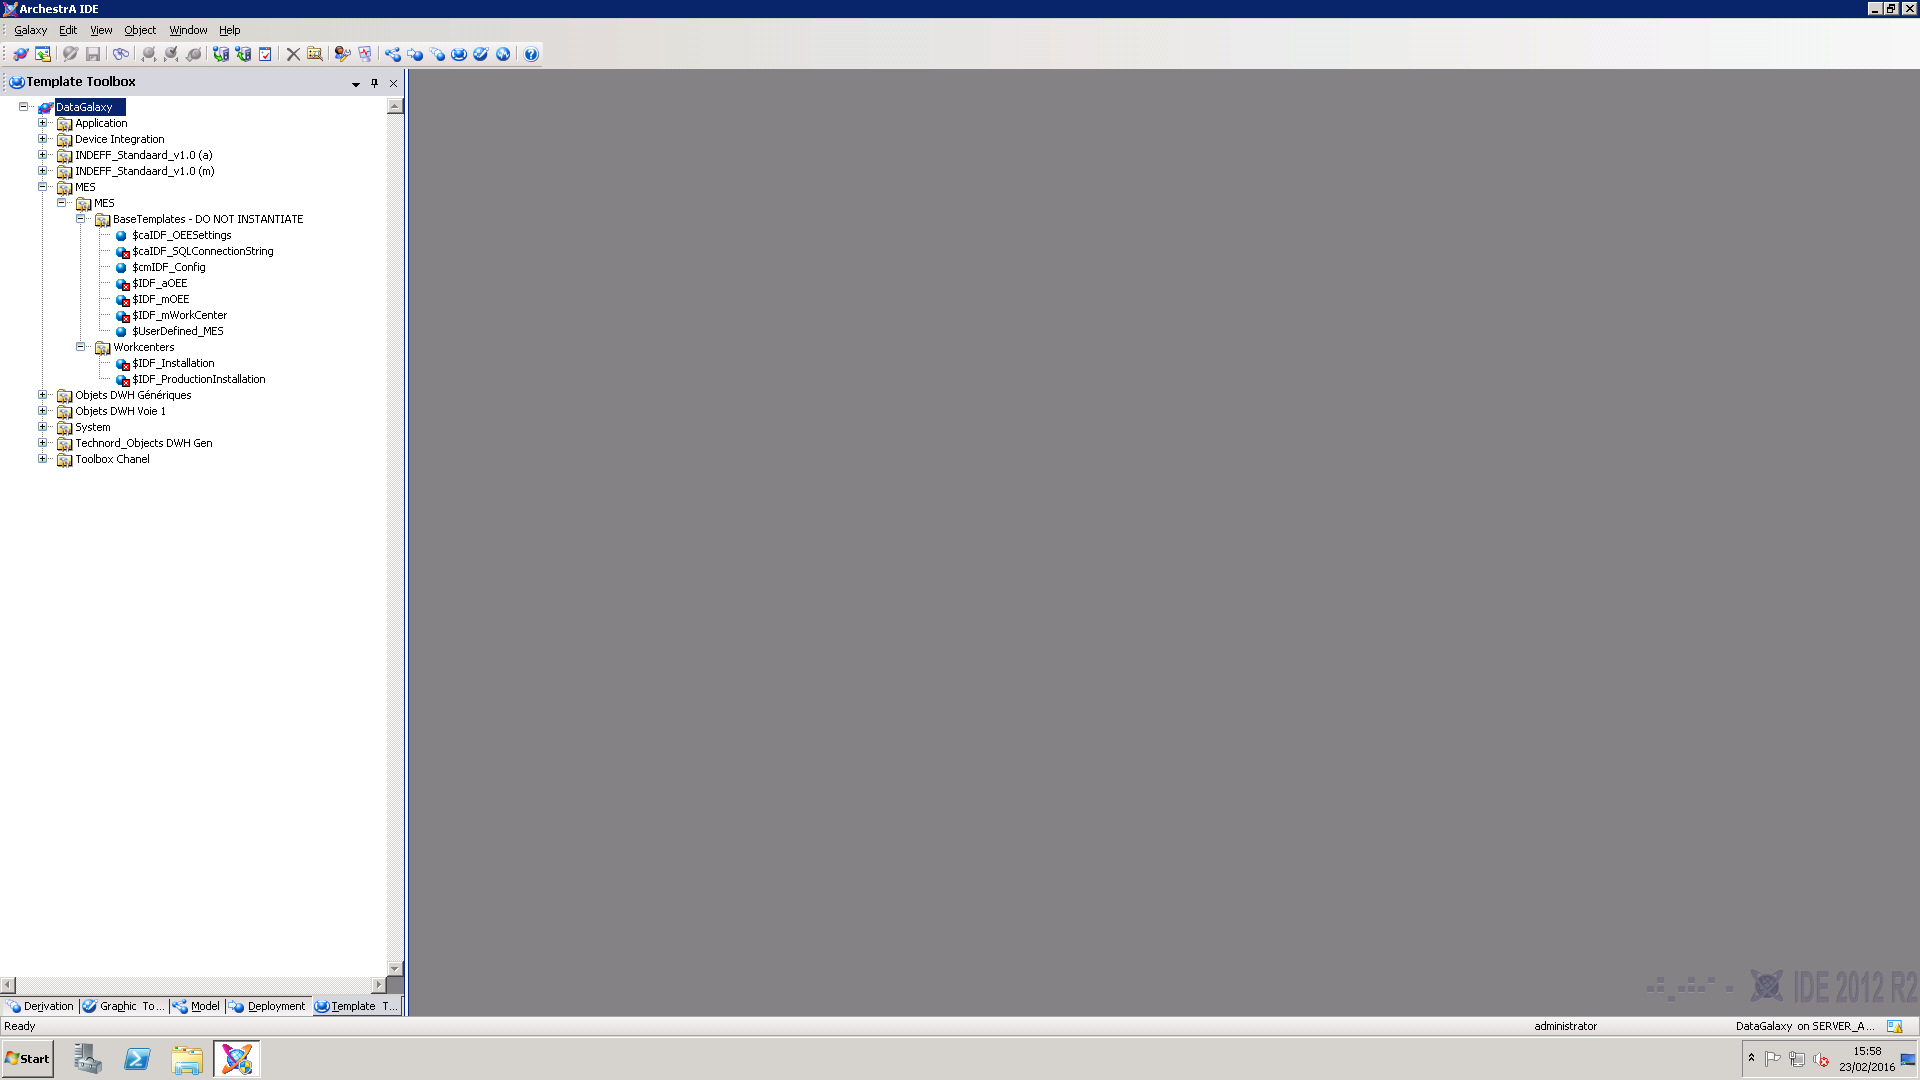 ArchestrA IDE
Galaxy Edit View Object Window Help
Template Toolbox
DataGalaxy
Application
Device Integration
INDEFF_Standaard_v1.0 (a)
INDEFF_Standaard_v1.0 (m)
MES
MES
BaseTemplates - DO NOT INSTANTIATE
$caIDF_OEESettings
$caIDF_SQLConnectionString
$cmIDF_Config
$IDF_aOEE
$IDF_mOEE
$IDF_mWorkCenter
$UserDefined_MES
Workcenters
$IDF_Installation
$IDF_ProductionInstallation
Objets DWH Génériques
Objets DWH Voie 1
System
Technord_Objects DWH Gen
Toolbox Chanel
IDE 2012 R2
Derivation Graphic To... Model Deployment Template T...
Ready administrator DataGalaxy on SERVER_A...
Start 15:58
23/02/2016